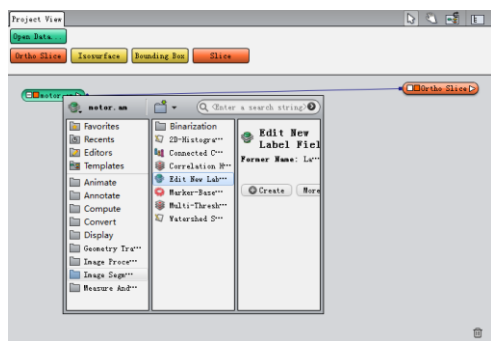 Project View
Open Data...
Ortho Slice
Isosurface
Bounding Box
Slice
motor.am
Ortho Slice
motor.am
(Enter a search string)
Favorites
Recents
Editors
Templates
Animate
Annotate
Compute
Convert
Display
Geometry Tra…
Image Proce…
Image Segm…
Measure And…
Binarization
2D-Histogra…
Connected C…
Correlation H…
Edit New Lab…
Marker-Base…
Multi-Thresh…
Watershed S…
Edit New
Label Fiel
Former Name: La…
Create
More